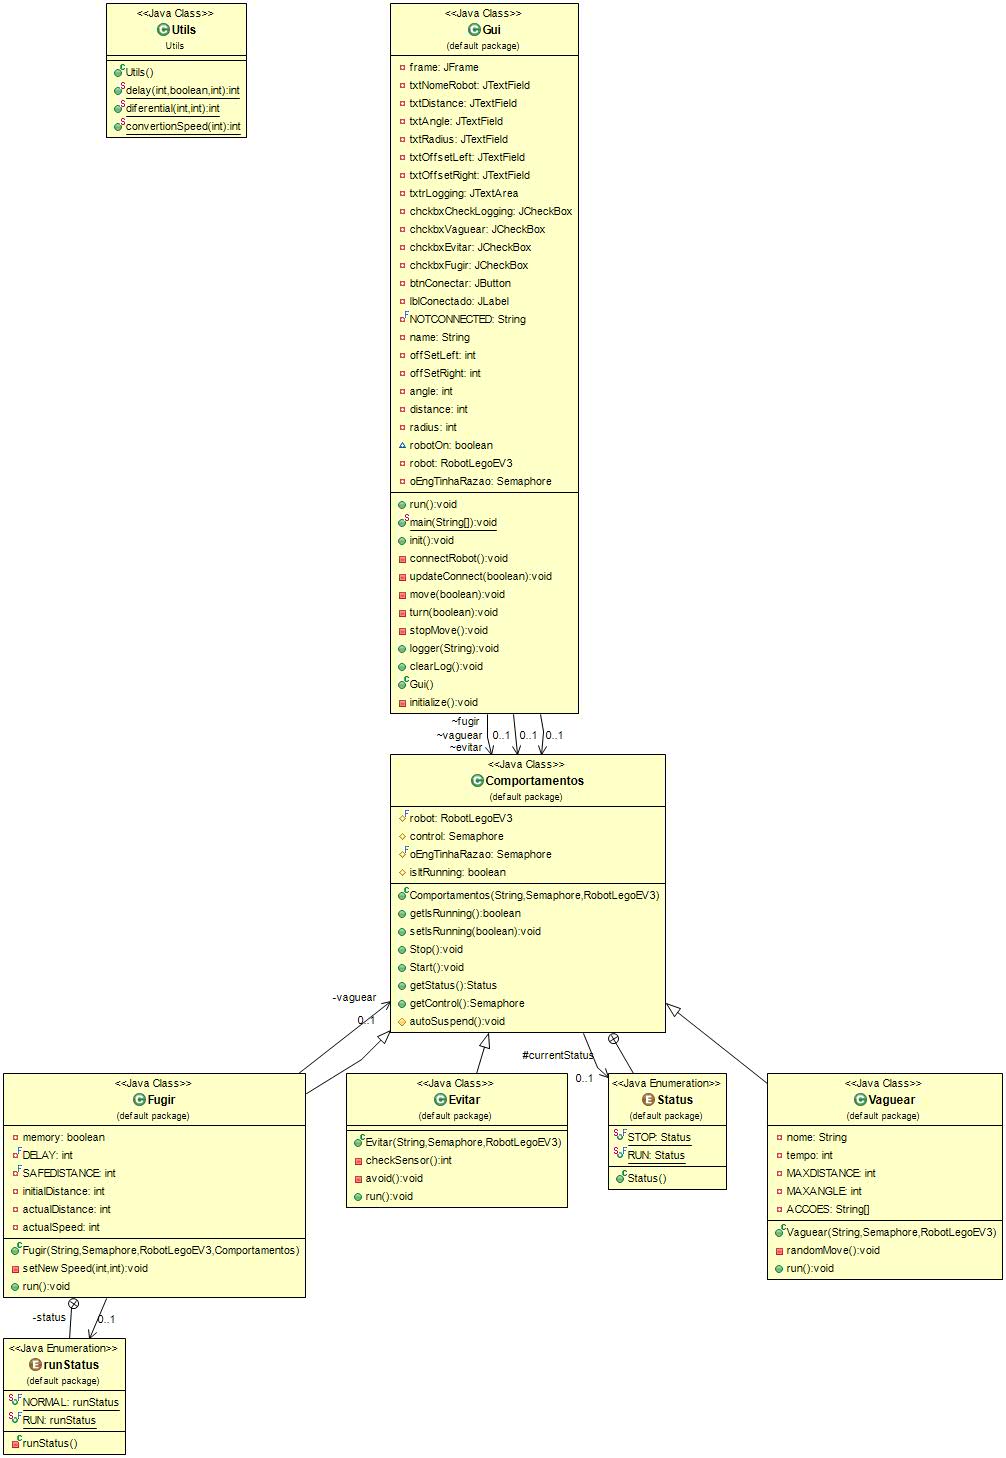 <<Java Class>>
Utils
Utils
Utils()
delay(int,boolean,int):int
diferential(int,int):int
convertionSpeed(int):int
<<Java Class>>
Gui
(default package)
frame: JFrame
txtNomeRobot: JTextField
txtDistance: JTextField
txtAngle: JTextField
txtRadius: JTextField
txtOffsetLeft: JTextField
txtOffsetRight: JTextField
txtrLogging: JTextArea
chckbxCheckLogging: JCheckBox
chckbxVaguear: JCheckBox
chckbxEvitar: JCheckBox
chckbxFugir: JCheckBox
btnConectar: JButton
lblConectado: JLabel
NOTCONNECTED: String
name: String
offSetLeft: int
offSetRight: int
angle: int
distance: int
radius: int
robotOn: boolean
robot: RobotLegoEV3
oEngTinhaRazao: Semaphore
run():void
main(String[]):void
init():void
connectRobot():void
updateConnect(boolean):void
move(boolean):void
turn(boolean):void
stopMove():void
logger(String):void
clearLog():void
Gui()
initialize():void
~fugir
~vaguear 0..1 0..1 0..1
~evitar
<<Java Class>>
Comportamentos
(default package)
robot: RobotLegoEV3
control: Semaphore
oEngTinhaRazao: Semaphore
isItRunning: boolean
Comportamentos(String,Semaphore,RobotLegoEV3)
getIsRunning():boolean
setIsRunning(boolean):void
Stop():void
Start():void
getStatus():Status
getControl():Semaphore
autoSuspend():void
-vaguear
0..1
#currentStatus
0..1
<<Java Class>>
Fugir
(default package)
memory: boolean
DELAY: int
SAFEDISTANCE: int
initialDistance: int
actualDistance: int
actualSpeed: int
Fugir(String,Semaphore,RobotLegoEV3,Comportamentos)
setNewSpeed(int,int):void
run():void
<<Java Class>>
Evitar
(default package)
Evitar(String,Semaphore,RobotLegoEV3)
checkSensor():int
avoid():void
run():void
<<Java Enumeration>>
Status
(default package)
STOP: Status
RUN: Status
Status()
<<Java Class>>
Vaguear
(default package)
nome: String
tempo: int
MAXDISTANCE: int
MAXANGLE: int
ACCOES: String[]
Vaguear(String,Semaphore,RobotLegoEV3)
randomMove():void
run():void
-status 0..1
<<Java Enumeration>>
runStatus
(default package)
NORMAL: runStatus
RUN: runStatus
runStatus()